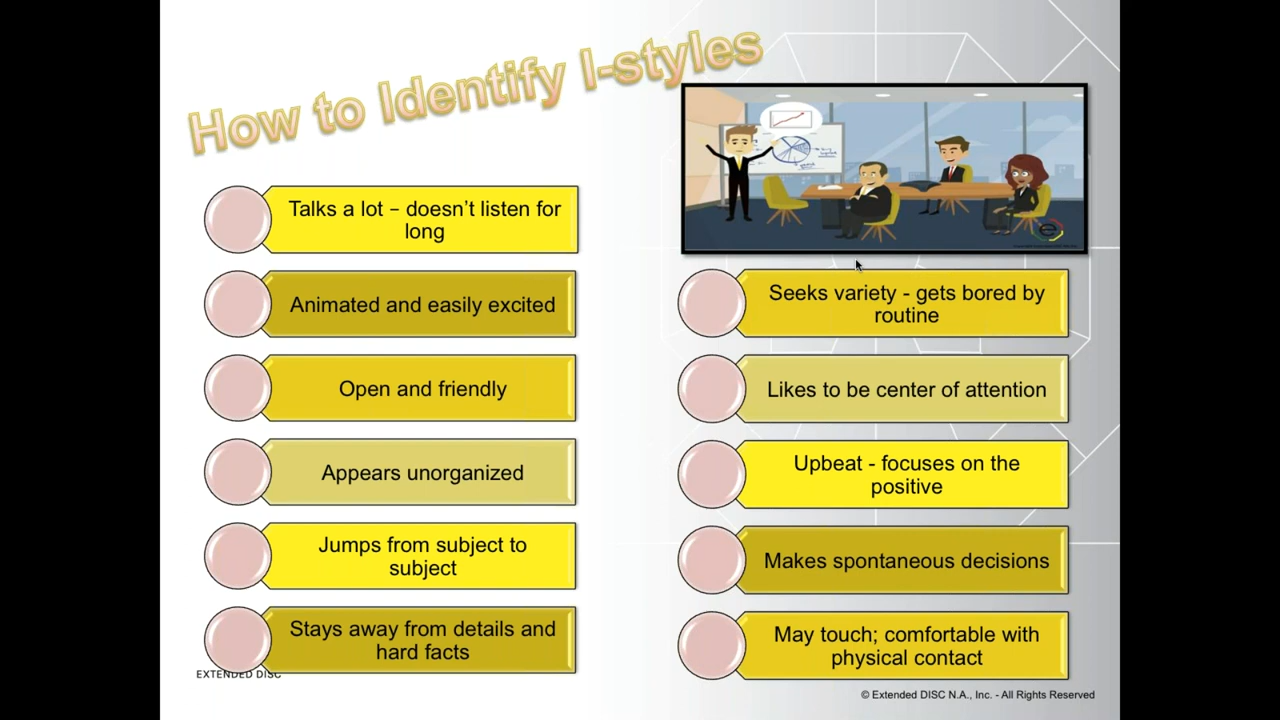 How to Identify I-styles
Talks a lot – doesn’t listen for
long
Animated and easily excited
Open and friendly
Appears unorganized
Jumps from subject to
subject
Stays away from details and
hard facts
Seeks variety - gets bored by
routine
Likes to be center of attention
Upbeat - focuses on the
positive
Makes spontaneous decisions
May touch; comfortable with
physical contact
EXTENDED DISC
© Extended DISC N.A., Inc. - All Rights Reserved